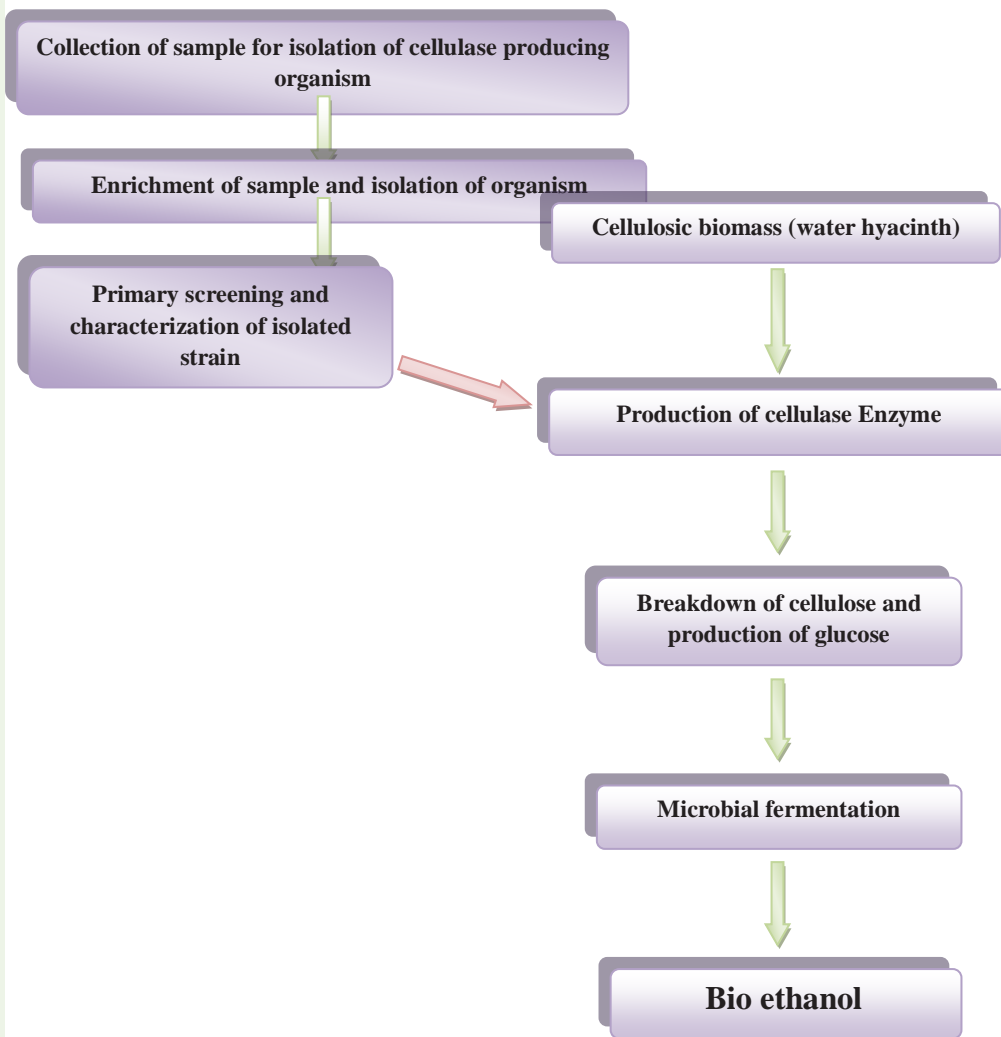 Collection of sample for isolation of cellulase producing
organism
Enrichment of sample and isolation of organism
Cellulosic biomass (water hyacinth)
Primary screening and
characterization of isolated
strain
Production of cellulase Enzyme
Breakdown of cellulose and
production of glucose
Microbial fermentation
Bio ethanol